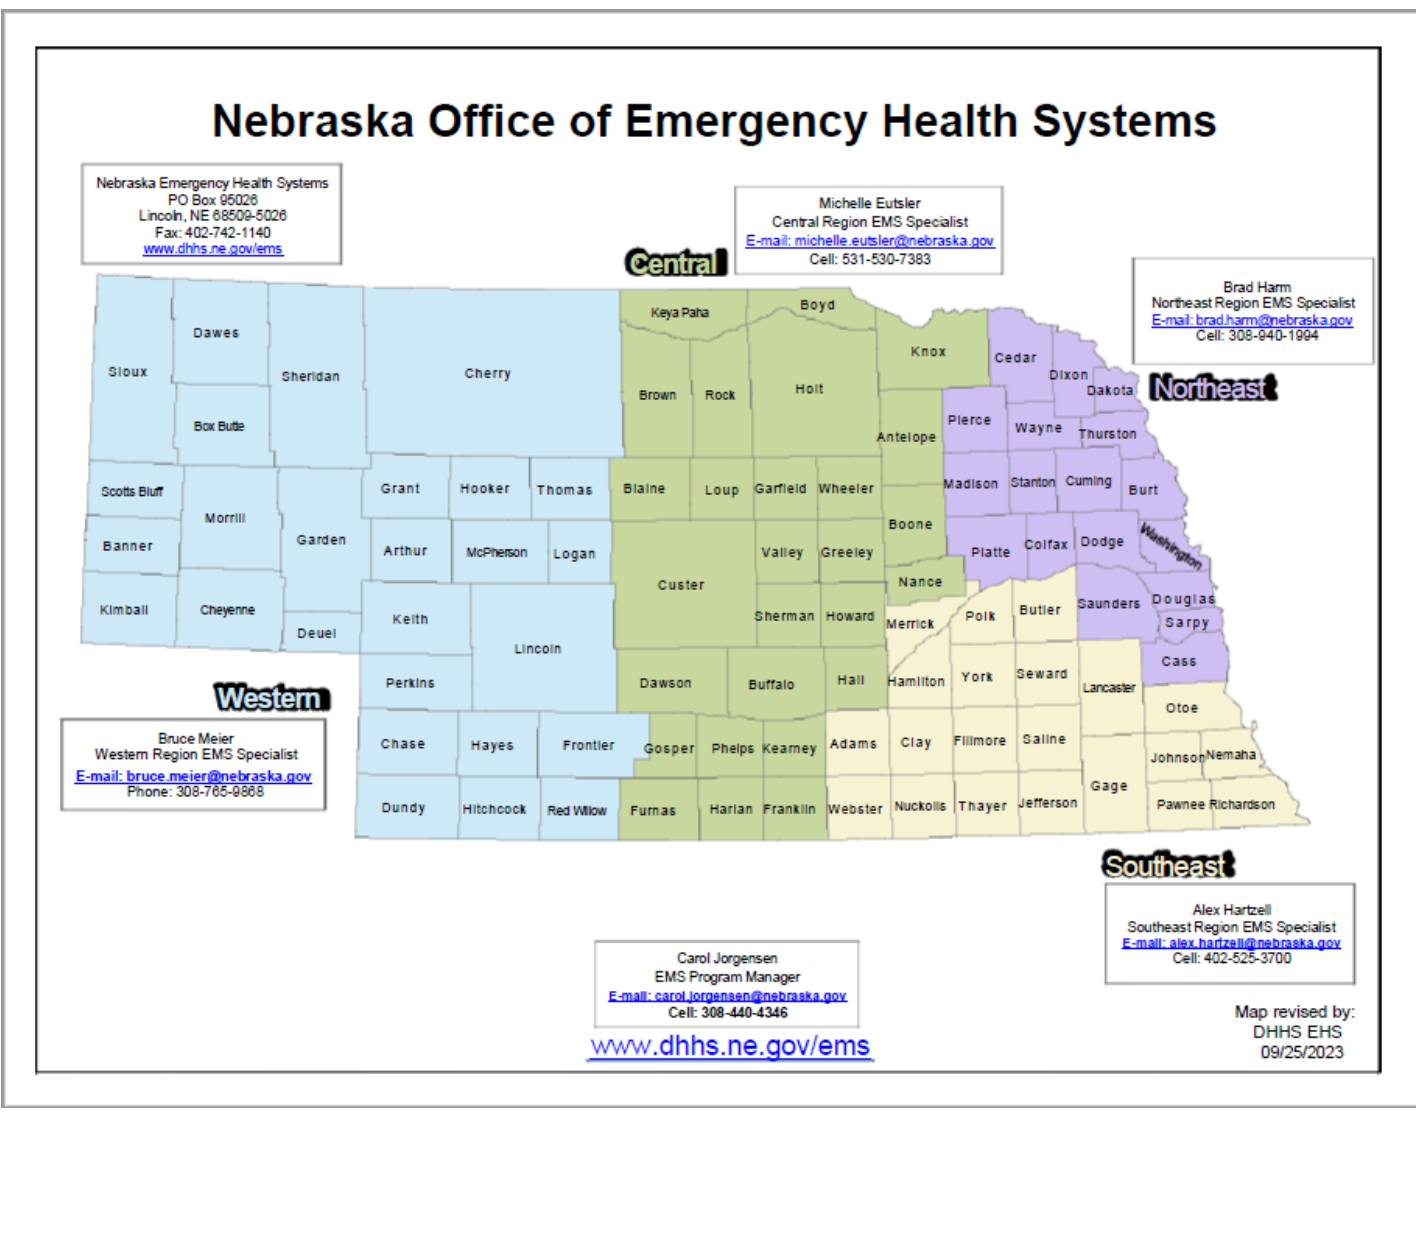 Nebraska Office of Emergency Health Systems
Nebraska Emergency Health Systems
PO Box 95026
Lincoln, NE 68509-5026
Fax: 402-742-1140
www.dhhs.ne.gov/ems
Michelle Eutsler
Central Region EMS Specialist
E-mail: michelle.eutsler@nebraska.gov
Cell: 531-530-7383
Central
Brad Harm
Northeast Region EMS Specialist
E-mail: brad.harm@nebraska.gov
Cell: 308-940-1994
Northeast
Sioux
Dawes
Box Butte
Sheridan
Cherry
Keya Paha
Boyd
Brown
Rock
Holt
Knox
Antelope
Cedar
Dixon
Dakota
Pierce
Wayne
Thurston
Scotts Bluff
Banner
Kimball
Morrill
Cheyenne
Garden
Deuel
Grant
Hooker
Thomas
Arthur
McPherson
Logan
Keith
Lincoln
Perkins
Blaine
Loup
Garfield
Wheeler
Custer
Valley
Greeley
Sherman
Howard
Boone
Nance
Madison
Stanton
Cuming
Burt
Platte
Colfax
Dodge
Washington
Saunders
Douglas
Sarpy
Cass
Merrick
Polk
Butler
Hamilton
York
Seward
Lancaster
Otoe
Dawson
Buffalo
Hall
Chase
Hayes
Frontier
Gosper
Phelps
Kearney
Adams
Clay
Fillmore
Saline
Gage
Johnson
Nemaha
Dundy
Hitchcock
Red Willow
Furnas
Harlan
Franklin
Webster
Nuckolls
Thayer
Jefferson
Pawnee
Richardson
Western
Bruce Meier
Western Region EMS Specialist
E-mail: bruce.meier@nebraska.gov
Phone: 308-765-9868
Southeast
Alex Hartzell
Southeast Region EMS Specialist
E-mail: alex.hartzell@nebraska.gov
Cell: 402-525-3700
Carol Jorgensen
EMS Program Manager
E-mail: carol.jorgensen@nebraska.gov
Cell: 308-440-4346
www.dhhs.ne.gov/ems
Map revised by:
DHHS EHS
09/25/2023